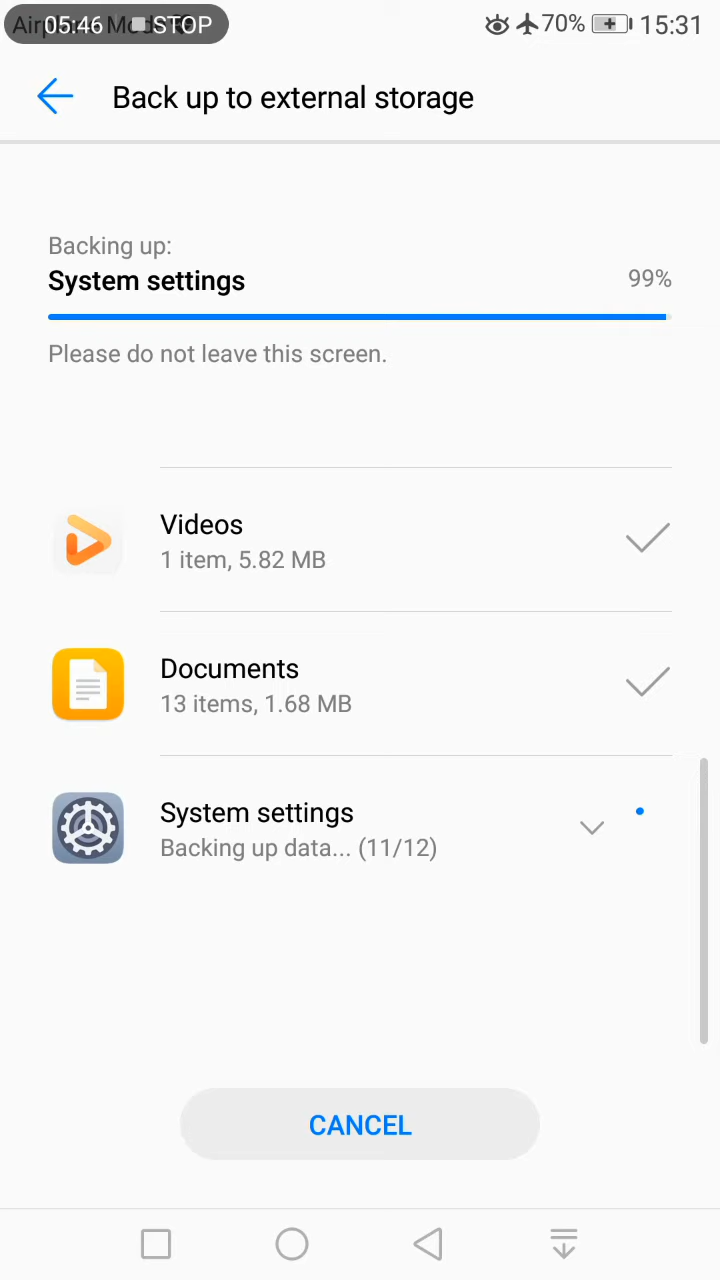 05:46 STOP
70% 15:31
Back up to external storage
Backing up:
System settings
99%
Please do not leave this screen.
Videos
1 item, 5.82 MB
Documents
13 items, 1.68 MB
System settings
Backing up data... (11/12)
CANCEL